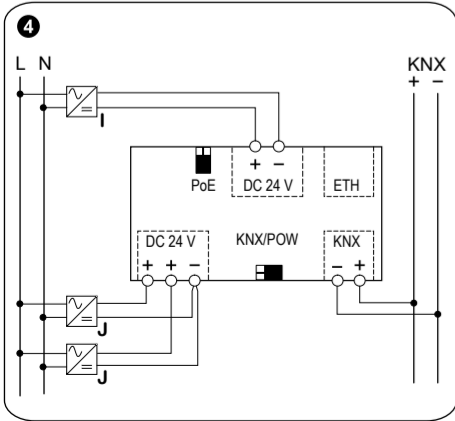 4
L N KNX
+ −
I
+ −
PoE DC 24 V ETH
DC 24 V KNX/POW KNX
+ + − − +
J
J